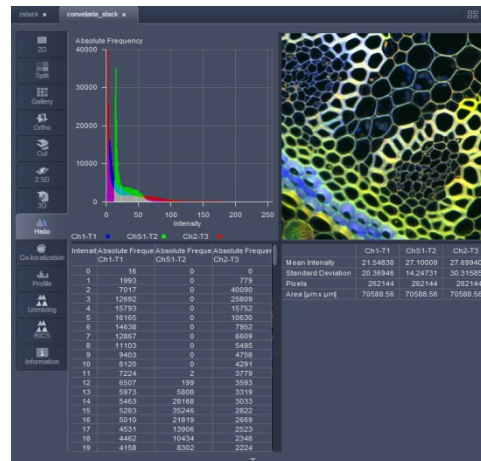 zstack x convelaria_stack x
2D
Split
Gallery
Ortho
Cut
2.5D
3D
Histo
Co-localization
Profile
Unmixing
RICS
Information
Absolute Frequency
40000
30000
20000
10000
0
0 50 100 150 200 250
Intensity
Ch1-T1 ChS1-T2 Ch2-T3
Intensit Absolute Freque Absolute Freque Absolute Frequen
Ch1-T1 ChS1-T2 Ch2-T3
0 16 0 0
1 1993 0 779
2 7017 0 40090
3 12692 0 25809
4 15793 0 15752
5 16165 0 10630
6 14638 0 7952
7 12867 0 6609
8 11103 0 5495
9 9403 0 4758
10 8120 0 4291
11 7224 2 3779
12 6507 199 3593
13 5973 5808 3319
14 5463 28168 3033
15 5283 35246 2822
16 5010 21819 2669
17 4531 13906 2523
18 4462 10434 2348
19 4158 8302 2224
Ch1-T1 ChS1-T2 Ch2-T3
Mean Intensity 21.54838 27.10009 27.69940
Standard Deviation 20.36946 14.24731 30.31585
Pixels 262144 262144 262144
Area [µm x µm] 70588.56 70588.56 70588.56